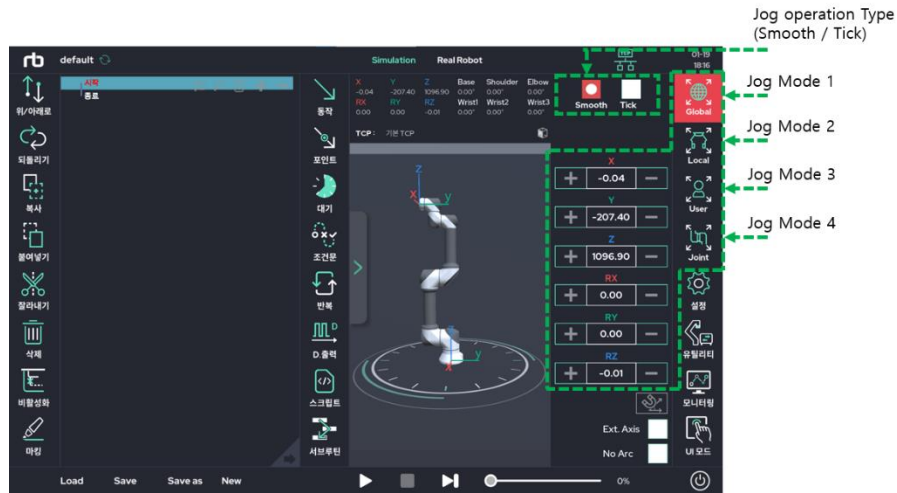 Jog operation Type
(Smooth / Tick)
rb default Simulation Real Robot TCP 01-19
18:16
Jog Mode 1
Jog Mode 2
Jog Mode 3
Jog Mode 4
위/아래로
되돌리기
복사
붙여넣기
잘라내기
삭제
비활성화
마킹
시작
종료
동작
포인트
대기
조건문
반복
D.출력
스크립트
서브루틴
X Y Z Base Shoulder Elbow
-0.04 -207.40 1096.90 0.00° 0.00° 0.00°
RX RY RZ Wrist1 Wrist2 Wrist3
0.00 0.00 -0.01 0.00° 0.00° 0.00°
TCP : 기본 TCP
Z
X
y
Z
y
X
Smooth Tick
X
+ -0.04 −
Y
+ -207.40 −
Z
+ 1096.90 −
RX
+ 0.00 −
RY
+ 0.00 −
RZ
+ -0.01 −
Ext. Axis
No Arc
Global
Local
User
Joint
설정
유틸리티
모니터링
UI 모드
Load Save Save as New 0%